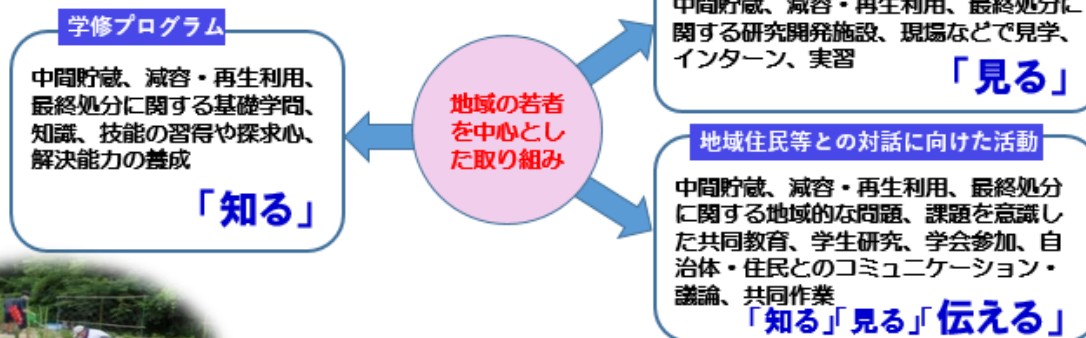 学修プログラム
中間貯蔵、減容・再生利用、
最終処分に関する基礎学問、
知識、技能の習得や探求心、
解決能力の養成
「知る」
地域の若者
を中心とし
た取り組み
中間貯蔵、減容・再生利用、最終処分に
関する研究開発施設、現場などで見学、
インターン、実習
「見る」
地域住民等との対話に向けた活動
中間貯蔵、減容・再生利用、最終処分
に関する地域的な問題、課題を意識し
た共同教育、学生研究、学会参加、自
治体・住民とのコミュニケーション・
議論、共同作業
「知る」「見る」「伝える」